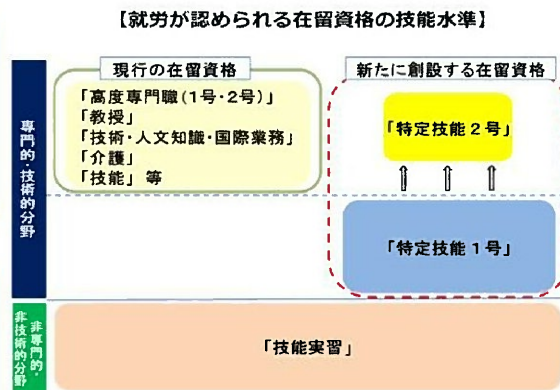 【就労が認められる在留資格の技能水準】
現行の在留資格
「高度専門職(1号・2号)」
「教授」
「技術・人文知識・国際業務」
「介護」
「技能」 等
新たに創設する在留資格
「特定技能2号」
「特定技能1号」
専門的・技術的分野
非専門的・
非技術的分野
「技能実習」